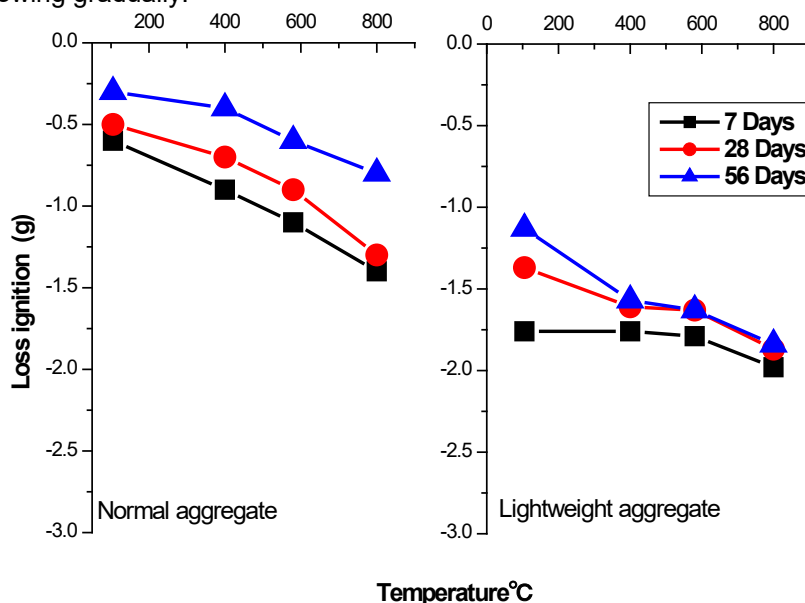 owing gradually.
200 400 600 800
0 200 400 600 800
0.0
-0.5
-1.0
-1.5
-2.0
-2.5
-3.0
Loss ignition (g)
Normal aggregate
0.0
-0.5
-1.0
-1.5
-2.0
-2.5
-3.0
7 Days
28 Days
56 Days
Lightweight aggregate
Temperature°C